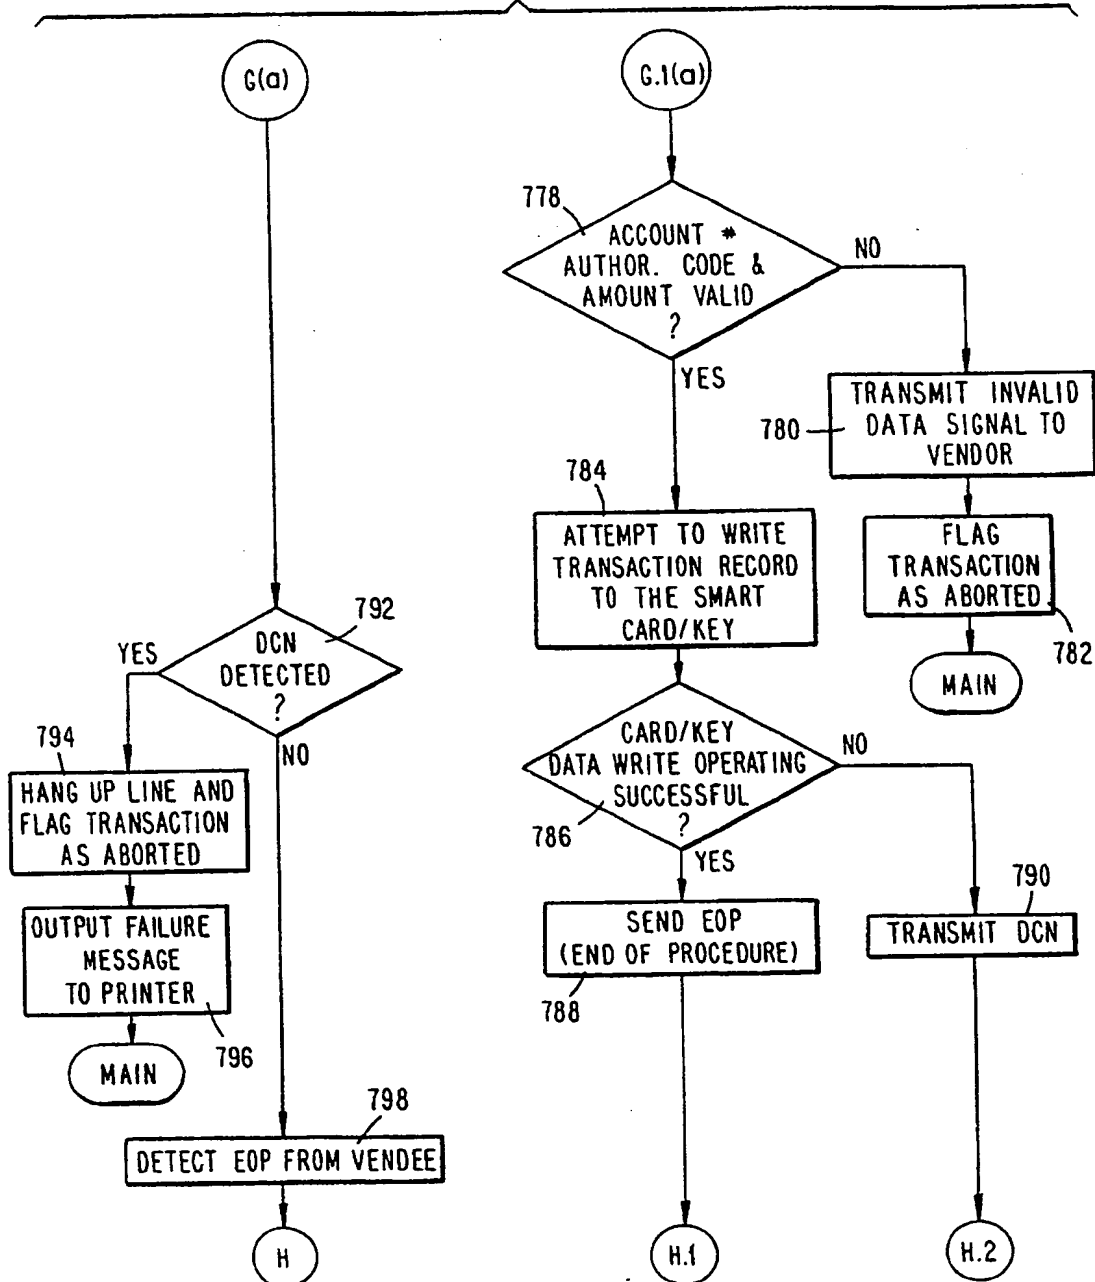 G(a)
DCN
DETECTED
?
792
YES
NO
794
HANG UP LINE AND
FLAG TRANSACTION
AS ABORTED
OUTPUT FAILURE
MESSAGE
TO PRINTER
796
MAIN
798
DETECT EOP FROM VENDEE
H
G.1(a)
778
ACCOUNT #
AUTHOR. CODE &
AMOUNT VALID
?
NO
YES
780
TRANSMIT INVALID
DATA SIGNAL TO
VENDOR
FLAG
TRANSACTION
AS ABORTED
782
MAIN
784
ATTEMPT TO WRITE
TRANSACTION RECORD
TO THE SMART
CARD/KEY
CARD/KEY
DATA WRITE OPERATING
SUCCESSFUL
?
786
NO
YES
SEND EOP
(END OF PROCEDURE)
788
790
TRANSMIT DCN
H.1
H.2